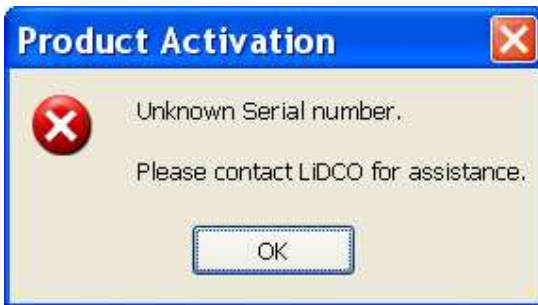 Product Activation
Unknown Serial number.
Please contact LiDCO for assistance.
OK